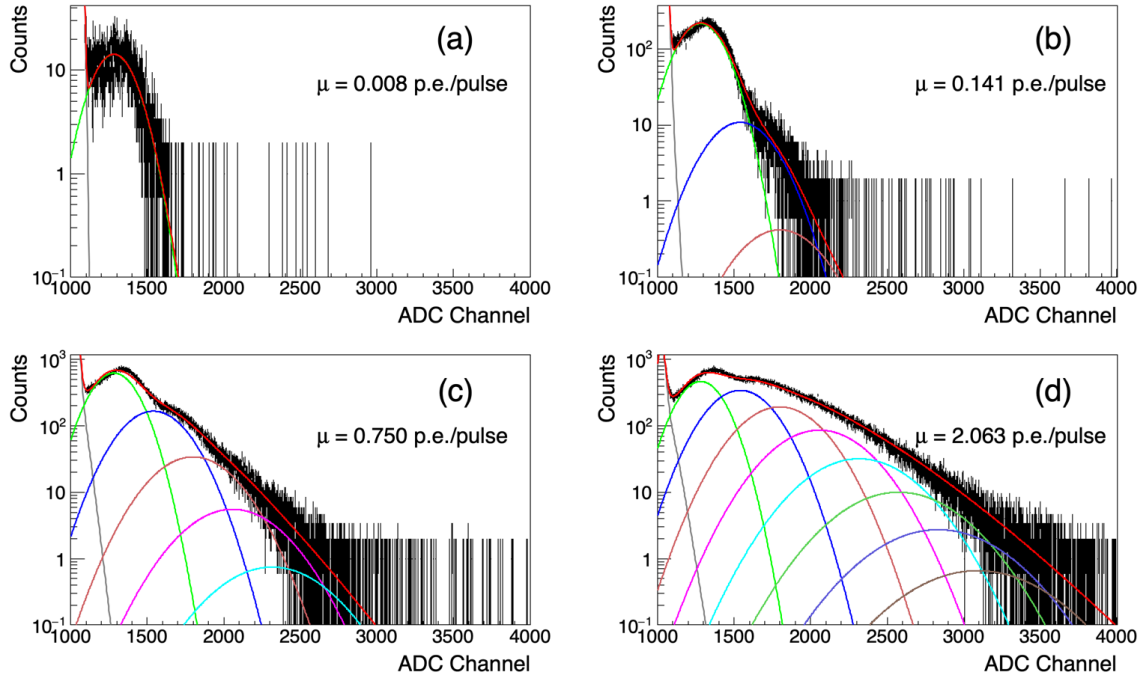 (a)
μ = 0.008 p.e./pulse
Counts
10
1
10⁻¹
1000 1500 2000 2500 3000 3500 4000
ADC Channel
(b)
μ = 0.141 p.e./pulse
Counts
10²
10
1
10⁻¹
1000 1500 2000 2500 3000 3500 4000
ADC Channel
(c)
μ = 0.750 p.e./pulse
Counts
10³
10²
10
1
10⁻¹
1000 1500 2000 2500 3000 3500 4000
ADC Channel
(d)
μ = 2.063 p.e./pulse
Counts
10³
10²
10
1
10⁻¹
1000 1500 2000 2500 3000 3500 4000
ADC Channel